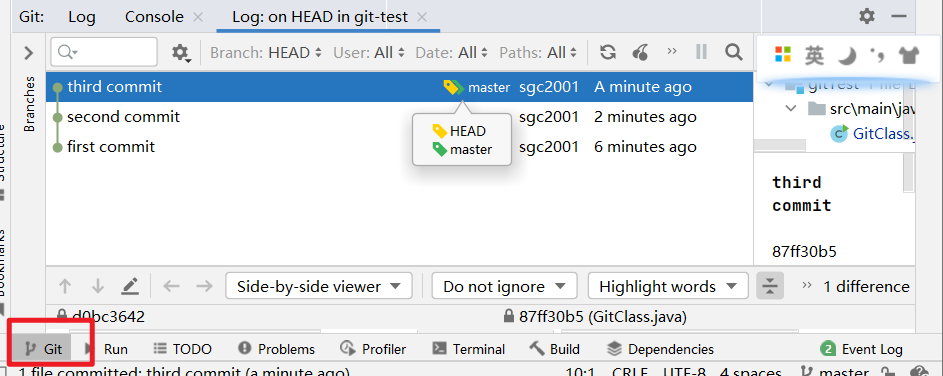 Git: Log Console Log: on HEAD in git-test
Branch: HEAD User: All Date: All Paths: All
英
Branches
third commit master sgc2001 A minute ago
second commit sgc2001 2 minutes ago
first commit sgc2001 6 minutes ago
HEAD
master
gitTest
src\main\jav
GitClass.j
third
commit
87ff30b5
Structure
Bookmarks
Side-by-side viewer Do not ignore Highlight words 1 difference
d0bc3642 87ff30b5 (GitClass.java)
Git Run TODO Problems Profiler Terminal Build Dependencies 2 Event Log
1 file committed: third commit (a minute ago) 10:1 CRLF UTF-8 4 spaces master